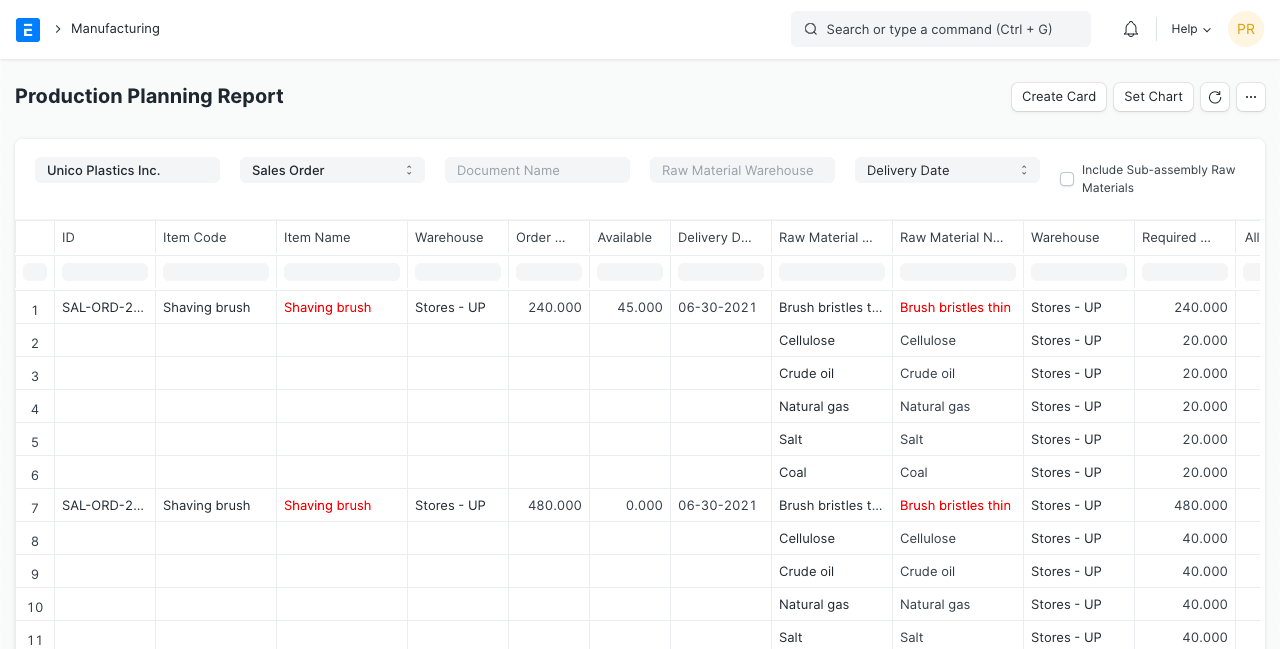 E Manufacturing Search or type a command (Ctrl + G) Help PR
Production Planning Report Create Card Set Chart ...
Unico Plastics Inc. Sales Order Document Name Raw Material Warehouse Delivery Date Include Sub-assembly Raw
Materials
ID Item Code Item Name Warehouse Order ... Available Delivery D... Raw Material ... Raw Material N... Warehouse Required ... All
1 SAL-ORD-2... Shaving brush Shaving brush Stores - UP 240.000 45.000 06-30-2021 Brush bristles t... Brush bristles thin Stores - UP 240.000
2 Cellulose Cellulose Stores - UP 20.000
3 Crude oil Crude oil Stores - UP 20.000
4 Natural gas Natural gas Stores - UP 20.000
5 Salt Salt Stores - UP 20.000
6 Coal Coal Stores - UP 20.000
7 SAL-ORD-2... Shaving brush Shaving brush Stores - UP 480.000 0.000 06-30-2021 Brush bristles t... Brush bristles thin Stores - UP 480.000
8 Cellulose Cellulose Stores - UP 40.000
9 Crude oil Crude oil Stores - UP 40.000
10 Natural gas Natural gas Stores - UP 40.000
11 Salt Salt Stores - UP 40.000